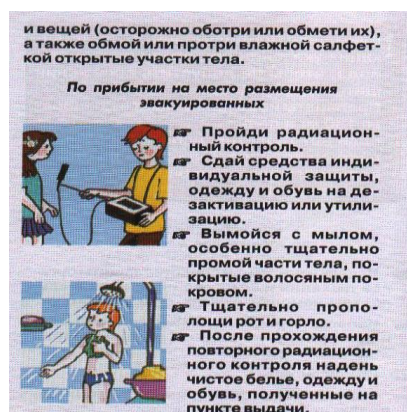 и вещей (осторожно оботри или обмети их),
а также обмой или протри влажной салфет-
кой открытые участки тела.
По прибытии на место размещения
эвакуированных
☞ Пройди радиацион-
ный контроль.
☞ Сдай средства инди-
видуальной защиты,
одежду и обувь на де-
зактивацию или утили-
зацию.
☞ Вымойся с мылом,
особенно тщательно
промой части тела, по-
крытые волосяным по-
кровом.
☞ Тщательно пропо-
лощи рот и горло.
☞ После прохождения
повторного радиацион-
ного контроля надень
чистое белье, одежду и
обувь, полученные на
пункте выдачи.